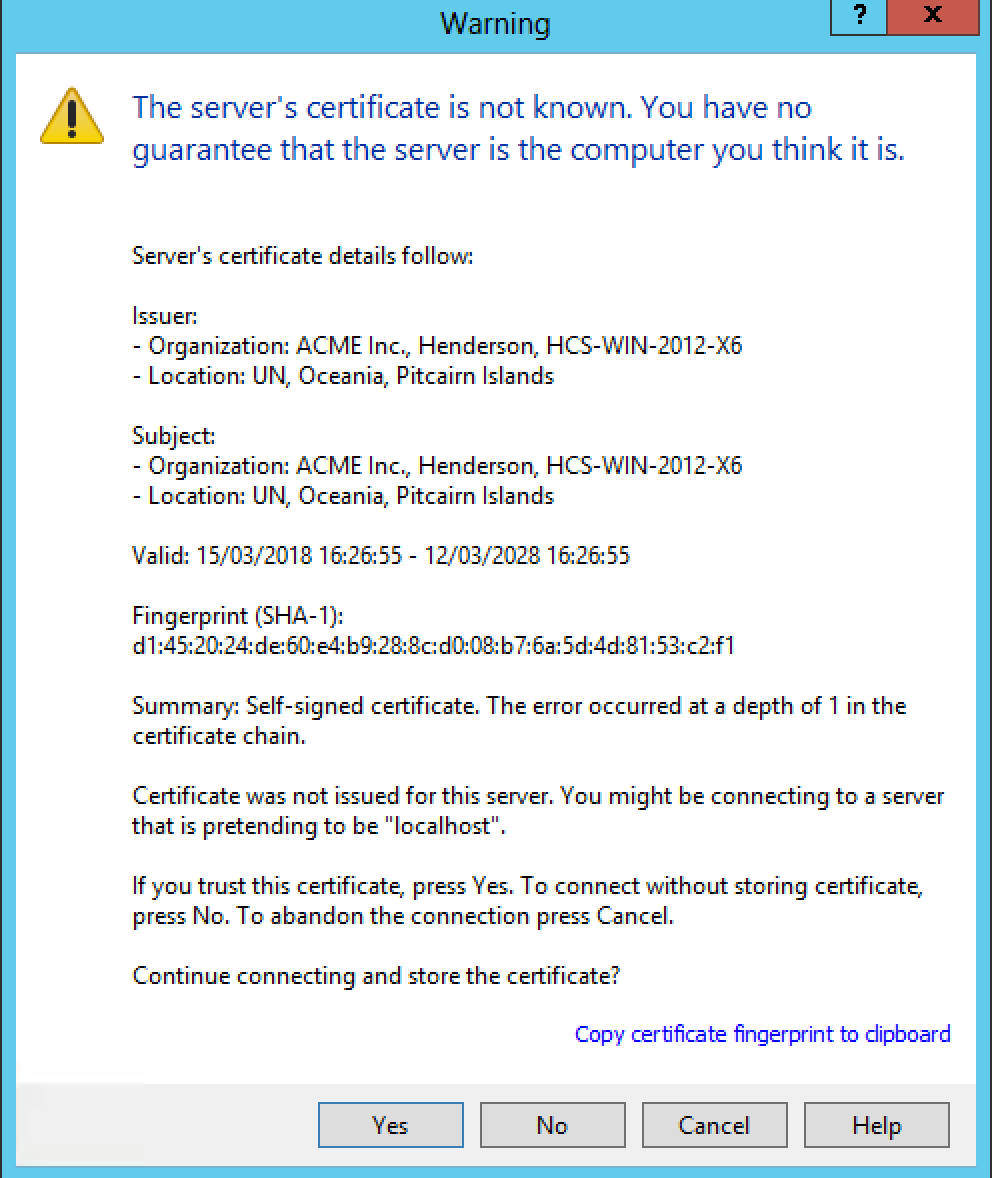 Warning
?
x
The server's certificate is not known. You have no
guarantee that the server is the computer you think it is.
Server's certificate details follow:
Issuer:
- Organization: ACME Inc., Henderson, HCS-WIN-2012-X6
- Location: UN, Oceania, Pitcairn Islands
Subject:
- Organization: ACME Inc., Henderson, HCS-WIN-2012-X6
- Location: UN, Oceania, Pitcairn Islands
Valid: 15/03/2018 16:26:55 - 12/03/2028 16:26:55
Fingerprint (SHA-1):
d1:45:20:24:de:60:e4:b9:28:8c:d0:08:b7:6a:5d:4d:81:53:c2:f1
Summary: Self-signed certificate. The error occurred at a depth of 1 in the
certificate chain.
Certificate was not issued for this server. You might be connecting to a server
that is pretending to be "localhost".
If you trust this certificate, press Yes. To connect without storing certificate,
press No. To abandon the connection press Cancel.
Continue connecting and store the certificate?
Copy certificate fingerprint to clipboard
Yes
No
Cancel
Help